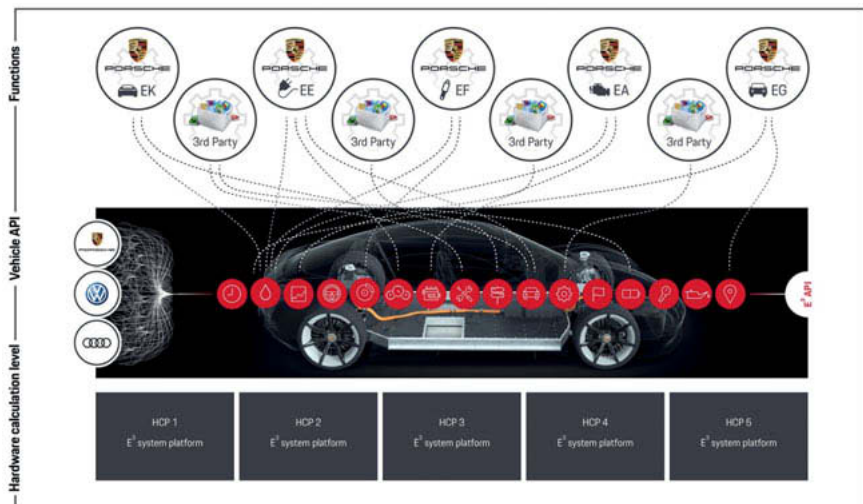 Functions
PORSCHE
EK
PORSCHE
EE
PORSCHE
EF
PORSCHE
EA
PORSCHE
EG
3rd Party
3rd Party
3rd Party
3rd Party
Vehicle API
PORSCHE
E³ API
Hardware calculation level
HCP 1
E³ system platform
HCP 2
E³ system platform
HCP 3
E³ system platform
HCP 4
E³ system platform
HCP 5
E³ system platform